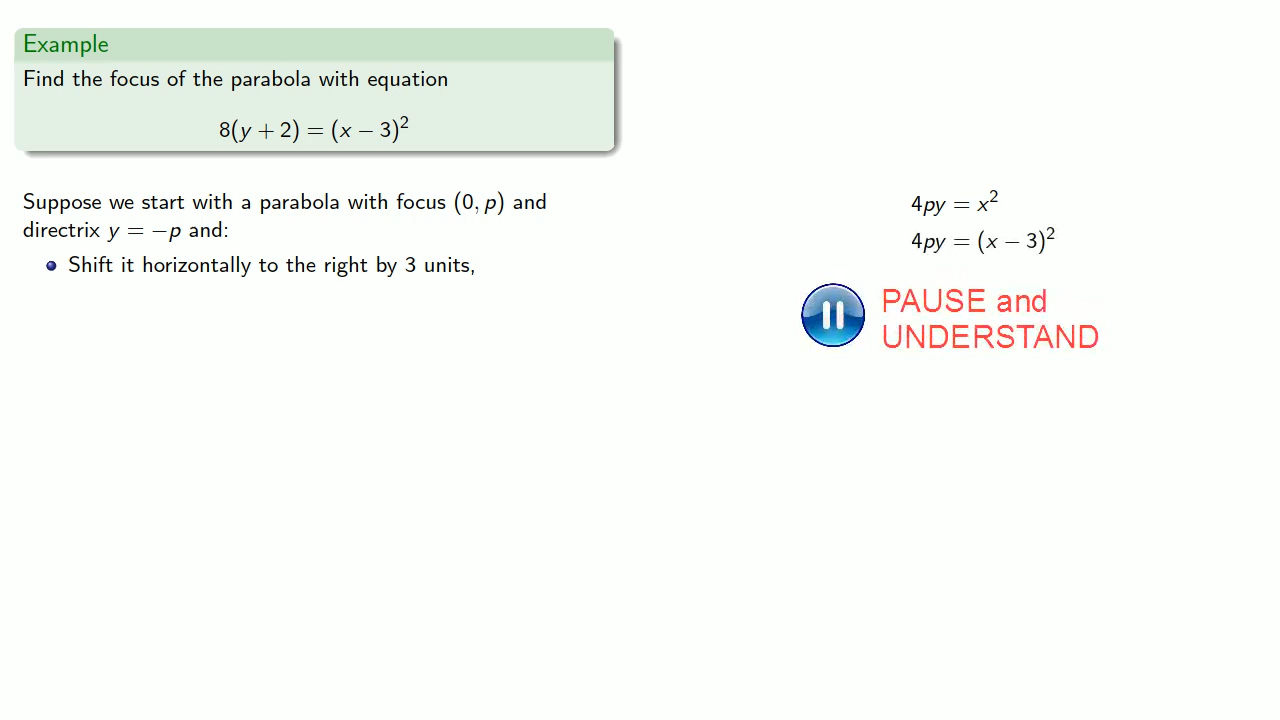 Example
Find the focus of the parabola with equation
8(y + 2) = (x − 3)²
Suppose we start with a parabola with focus (0, p) and
directrix y = −p and:
4py = x²
4py = (x − 3)²
Shift it horizontally to the right by 3 units,
PAUSE and
UNDERSTAND